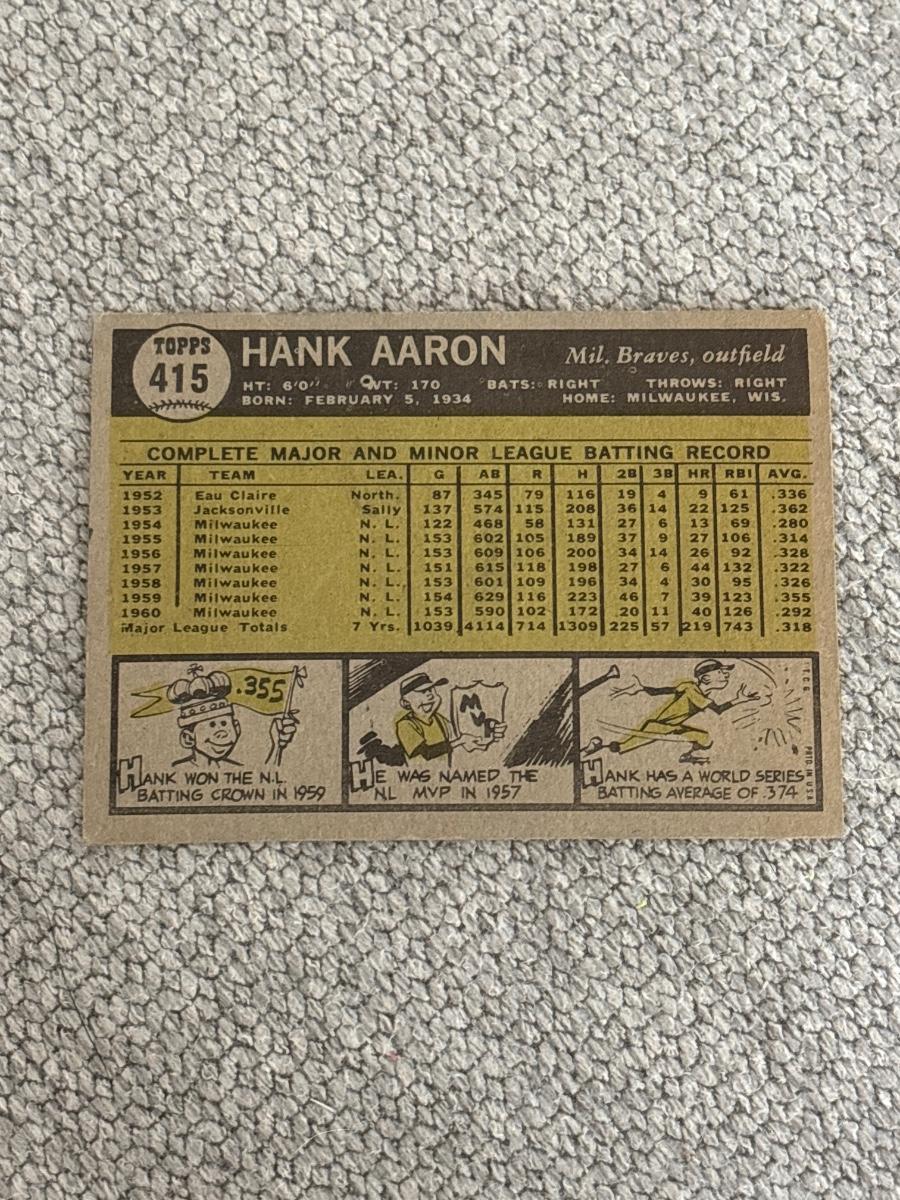 TOPPS
415
HANK AARON
Mil. Braves, outfield
HT: 6'0" WT: 170 BATS: RIGHT THROWS: RIGHT
BORN: FEBRUARY 5, 1934 HOME: MILWAUKEE, WIS.
COMPLETE MAJOR AND MINOR LEAGUE BATTING RECORD
YEAR TEAM LEA. G AB R H 2B 3B HR RBI AVG.
1952 Eau Claire North. 87 345 79 116 19 4 9 61 .336
1953 Jacksonville Sally 137 574 115 208 36 14 22 125 .362
1954 Milwaukee N. L. 122 468 58 131 27 6 13 69 .280
1955 Milwaukee N. L. 153 602 105 189 37 9 27 106 .314
1956 Milwaukee N. L. 153 609 106 200 34 14 26 92 .328
1957 Milwaukee N. L. 151 615 118 198 27 6 44 132 .322
1958 Milwaukee N. L. 153 601 109 196 34 4 30 95 .326
1959 Milwaukee N. L. 154 629 116 223 46 7 39 123 .355
1960 Milwaukee N. L. 153 590 102 172 20 11 40 126 .292
Major League Totals 7 Yrs. 1039 4114 714 1309 225 57 219 743 .318
.355
HANK WON THE N.L.
BATTING CROWN IN 1959
MVP
HE WAS NAMED THE
NL MVP IN 1957
HANK HAS A WORLD SERIES
BATTING AVERAGE OF .374
T.C.G.
PRTD. IN U.S.A.